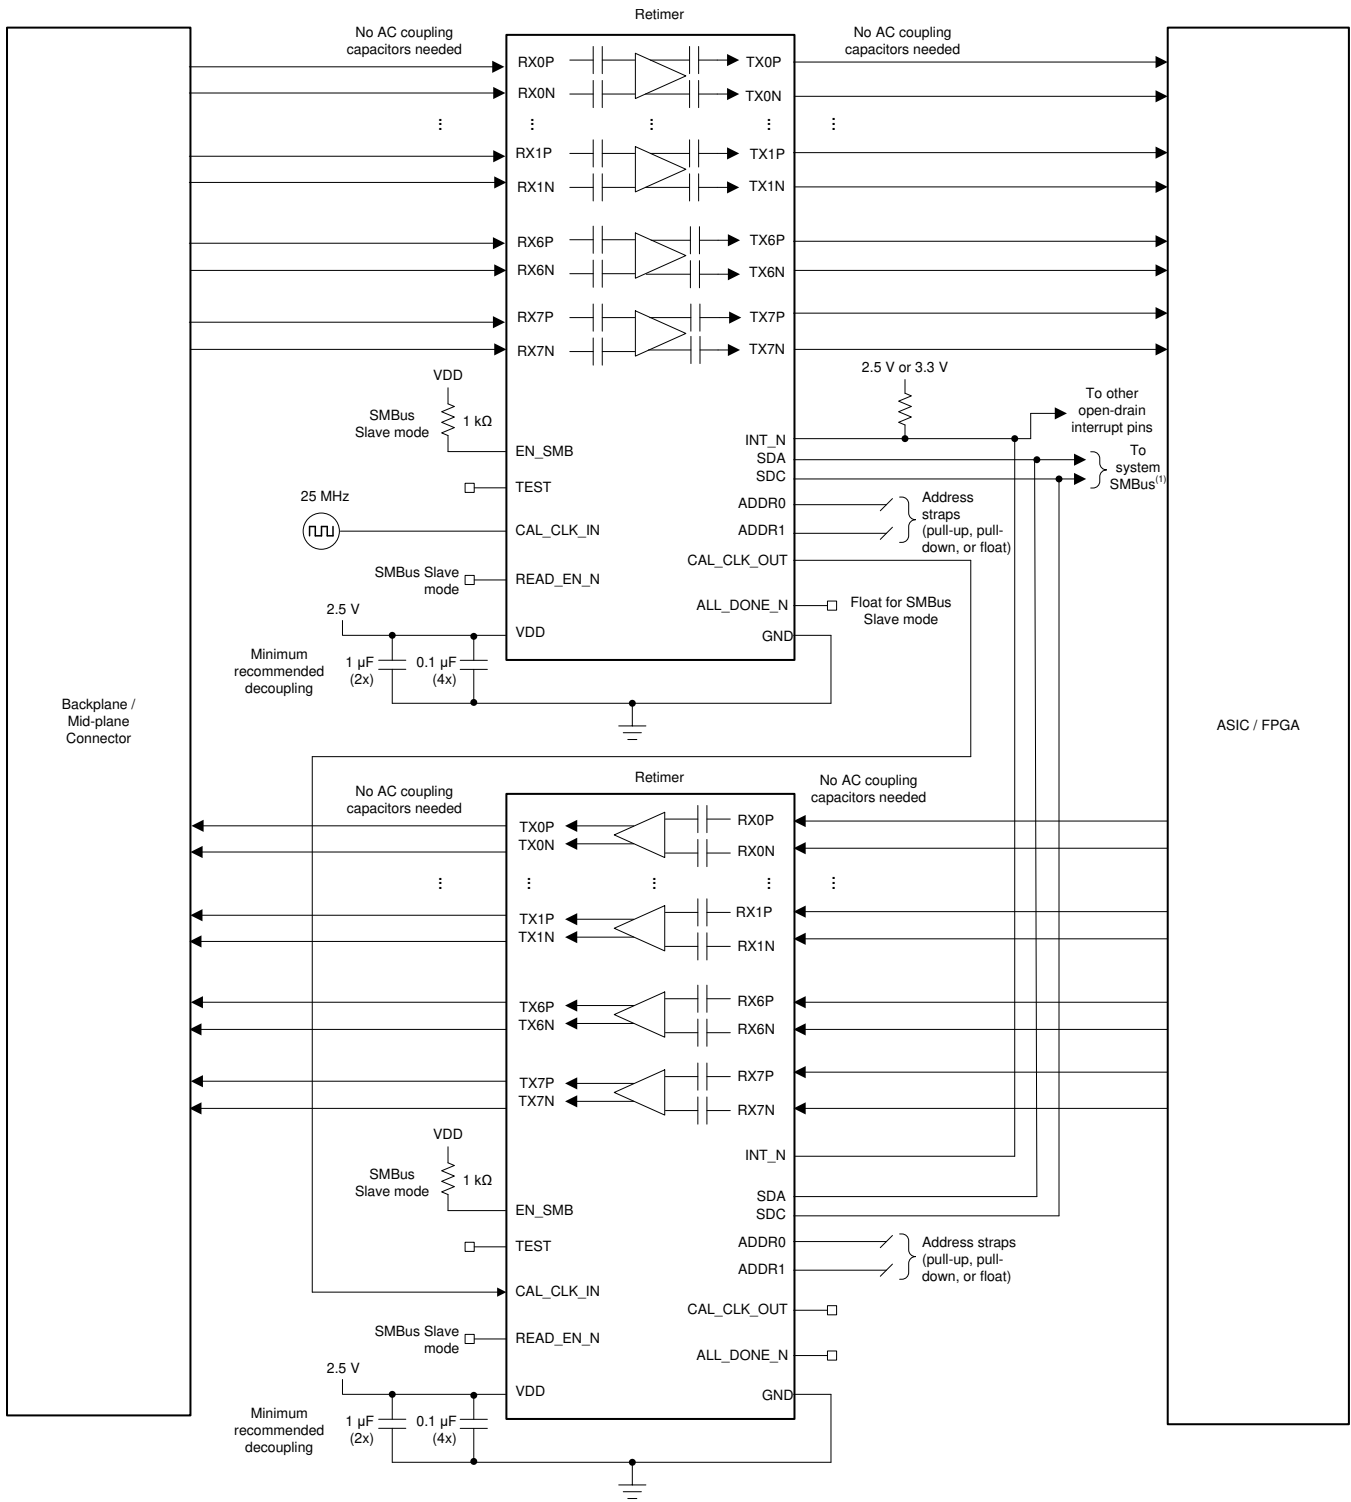 Retimer
No AC coupling
capacitors needed
No AC coupling
capacitors needed
RX0P
TX0P
RX0N
TX0N
...
...
...
...
...
RX1P
TX1P
RX1N
TX1N
RX6P
TX6P
RX6N
TX6N
RX7P
TX7P
RX7N
TX7N
VDD
SMBus
Slave mode
1 kΩ
EN_SMB
TEST
25 MHz
CAL_CLK_IN
SMBus Slave
mode
READ_EN_N
2.5 V
VDD
Minimum
recommended
decoupling
1 μF
(2x)
0.1 μF
(4x)
2.5 V or 3.3 V
INT_N
SDA
SDC
To other
open-drain
interrupt pins
To
system
SMBus(1)
ADDR0
ADDR1
Address
straps
(pull-up, pull-
down, or float)
CAL_CLK_OUT
ALL_DONE_N
Float for SMBus
Slave mode
GND
Backplane /
Mid-plane
Connector
ASIC / FPGA
Retimer
No AC coupling
capacitors needed
No AC coupling
capacitors needed
TX0P
RX0P
TX0N
RX0N
...
...
...
...
...
TX1P
RX1P
TX1N
RX1N
TX6P
RX6P
TX6N
RX6N
TX7P
RX7P
TX7N
RX7N
VDD
SMBus
Slave mode
1 kΩ
EN_SMB
TEST
CAL_CLK_IN
SMBus Slave
mode
READ_EN_N
2.5 V
VDD
Minimum
recommended
decoupling
1 μF
(2x)
0.1 μF
(4x)
INT_N
SDA
SDC
ADDR0
ADDR1
Address straps
(pull-up, pull-
down, or float)
CAL_CLK_OUT
ALL_DONE_N
GND